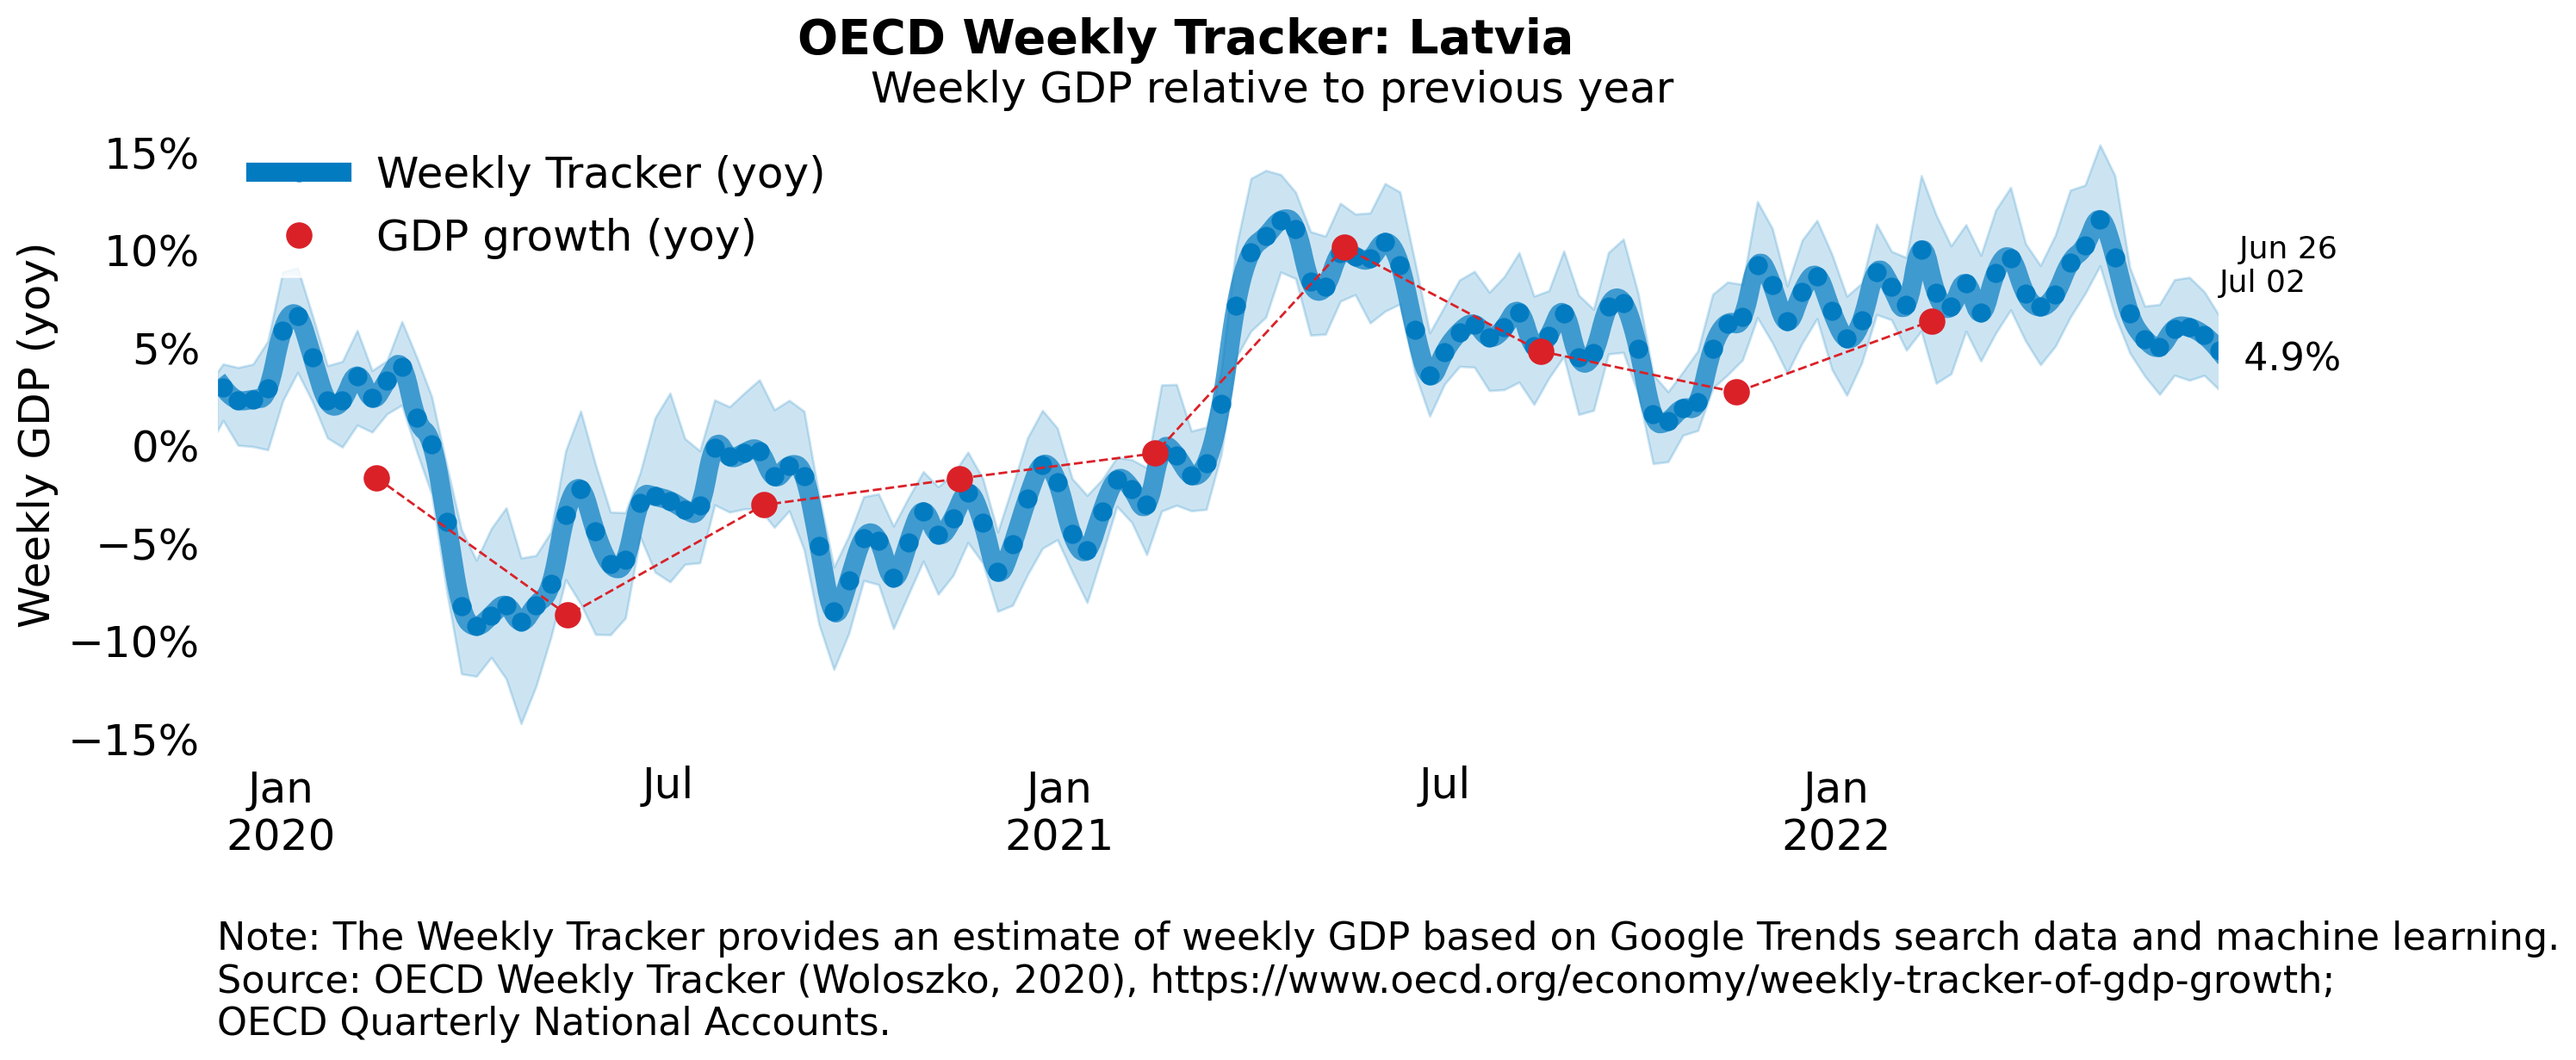 OECD Weekly Tracker: Latvia
Weekly GDP relative to previous year
Weekly GDP (yoy)
15%
10%
5%
0%
−5%
−10%
−15%
Weekly Tracker (yoy)
GDP growth (yoy)
Jun 26
Jul 02
4.9%
Jan
2020
Jul
Jan
2021
Jul
Jan
2022
Note: The Weekly Tracker provides an estimate of weekly GDP based on Google Trends search data and machine learning.
Source: OECD Weekly Tracker (Woloszko, 2020), https://www.oecd.org/economy/weekly-tracker-of-gdp-growth;
OECD Quarterly National Accounts.